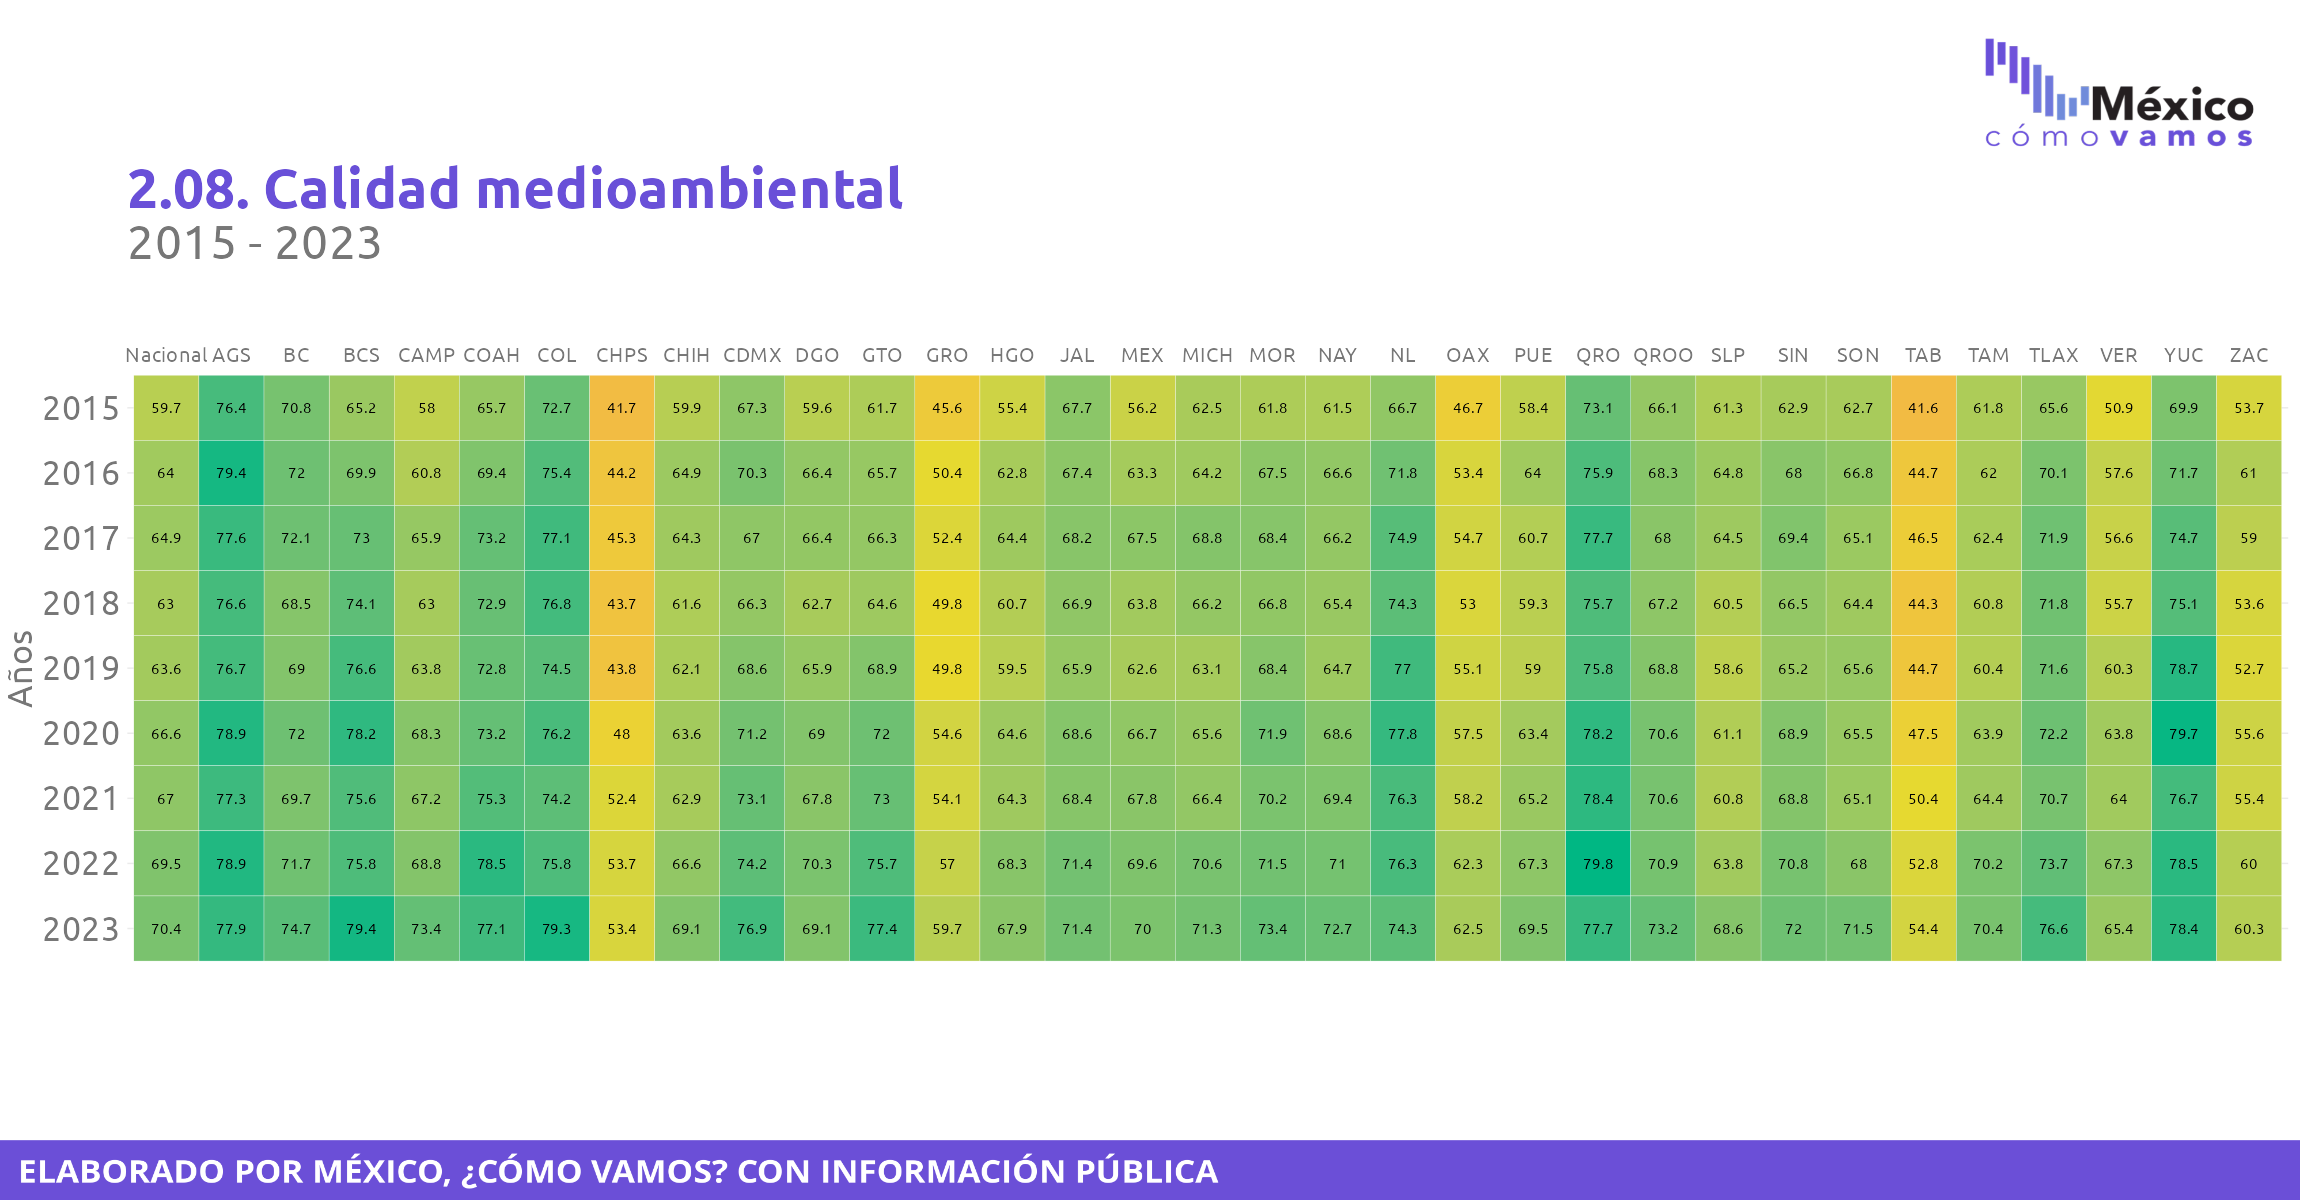 México
cómovamos
2.08. Calidad medioambiental
2015 - 2023
Nacional AGS BC BCS CAMP COAH COL CHPS CHIH CDMX DGO GTO GRO HGO JAL MEX MICH MOR NAY NL OAX PUE QRO QROO SLP SIN SON TAB TAM TLAX VER YUC ZAC
2015 59.7 76.4 70.8 65.2 58 65.7 72.7 41.7 59.9 67.3 59.6 61.7 45.6 55.4 67.7 56.2 62.5 61.8 61.5 66.7 46.7 58.4 73.1 66.1 61.3 62.9 62.7 41.6 61.8 65.6 50.9 69.9 53.7
2016 64 79.4 72 69.9 60.8 69.4 75.4 44.2 64.9 70.3 66.4 65.7 50.4 62.8 67.4 63.3 64.2 67.5 66.6 71.8 53.4 64 75.9 68.3 64.8 68 66.8 44.7 62 70.1 57.6 71.7 61
2017 64.9 77.6 72.1 73 65.9 73.2 77.1 45.3 64.3 67 66.4 66.3 52.4 64.4 68.2 67.5 68.8 68.4 66.2 74.9 54.7 60.7 77.7 68 64.5 69.4 65.1 46.5 62.4 71.9 56.6 74.7 59
2018 63 76.6 68.5 74.1 63 72.9 76.8 43.7 61.6 66.3 62.7 64.6 49.8 60.7 66.9 63.8 66.2 66.8 65.4 74.3 53 59.3 75.7 67.2 60.5 66.5 64.4 44.3 60.8 71.8 55.7 75.1 53.6
Años
2019 63.6 76.7 69 76.6 63.8 72.8 74.5 43.8 62.1 68.6 65.9 68.9 49.8 59.5 65.9 62.6 63.1 68.4 64.7 77 55.1 59 75.8 68.8 58.6 65.2 65.6 44.7 60.4 71.6 60.3 78.7 52.7
2020 66.6 78.9 72 78.2 68.3 73.2 76.2 48 63.6 71.2 69 72 54.6 64.6 68.6 66.7 65.6 71.9 68.6 77.8 57.5 63.4 78.2 70.6 61.1 68.9 65.5 47.5 63.9 72.2 63.8 79.7 55.6
2021 67 77.3 69.7 75.6 67.2 75.3 74.2 52.4 62.9 73.1 67.8 73 54.1 64.3 68.4 67.8 66.4 70.2 69.4 76.3 58.2 65.2 78.4 70.6 60.8 68.8 65.1 50.4 64.4 70.7 64 76.7 55.4
2022 69.5 78.9 71.7 75.8 68.8 78.5 75.8 53.7 66.6 74.2 70.3 75.7 57 68.3 71.4 69.6 70.6 71.5 71 76.3 62.3 67.3 79.8 70.9 63.8 70.8 68 52.8 70.2 73.7 67.3 78.5 60
2023 70.4 77.9 74.7 79.4 73.4 77.1 79.3 53.4 69.1 76.9 69.1 77.4 59.7 67.9 71.4 70 71.3 73.4 72.7 74.3 62.5 69.5 77.7 73.2 68.6 72 71.5 54.4 70.4 76.6 65.4 78.4 60.3
ELABORADO POR MÉXICO, ¿CÓMO VAMOS? CON INFORMACIÓN PÚBLICA